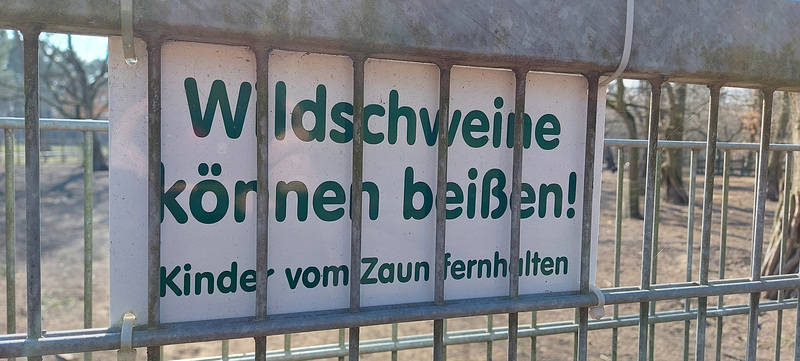 Wildschweine
können beißen!
Kinder vom Zaun fernhalten